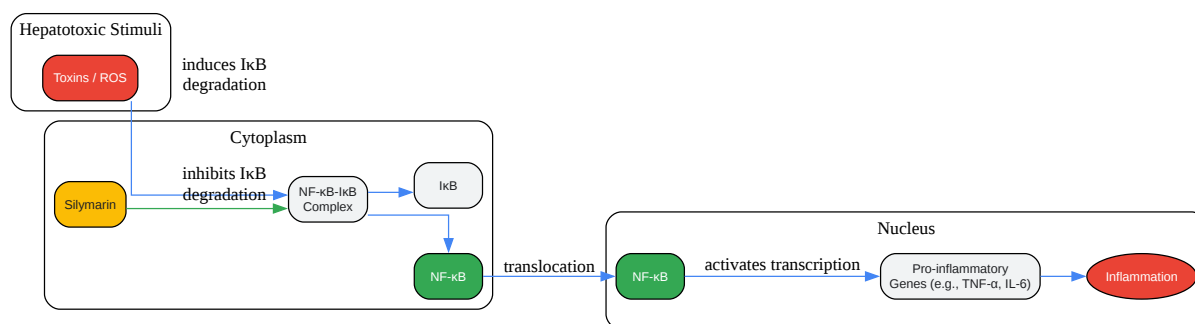 Hepatotoxic Stimuli
Toxins / ROS
induces IκB
degradation
Cytoplasm
inhibits IκB
degradation
Silymarin
NF-κB-IκB
Complex
IκB
NF-κB
translocation
Nucleus
NF-κB
activates transcription
Pro-inflammatory
Genes (e.g., TNF-α, IL-6)
Inflammation